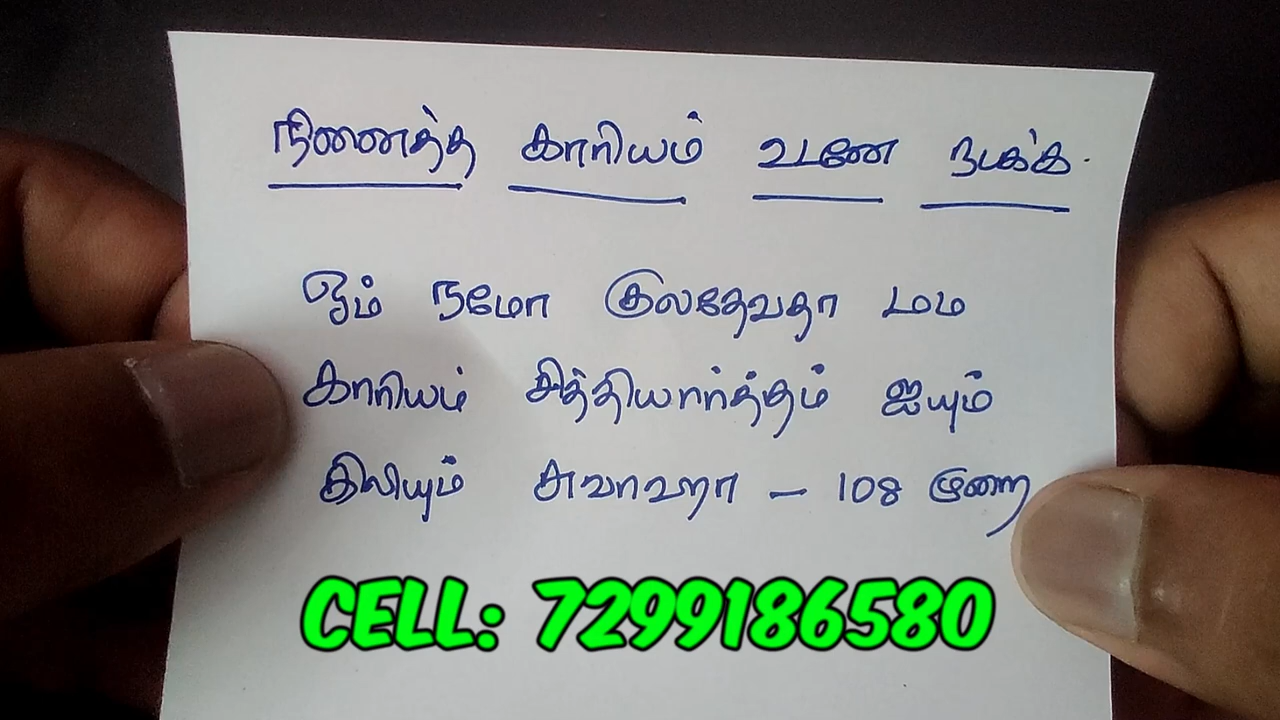 நினைத்த காரியம் உடனே நடக்க.
ஓம் நமோ குலதேவதா மம
காரியம் சித்தியார்த்தம் ஐயும்
கிலியும் சுவாஹா – 108 முறை
CELL: 7299186580